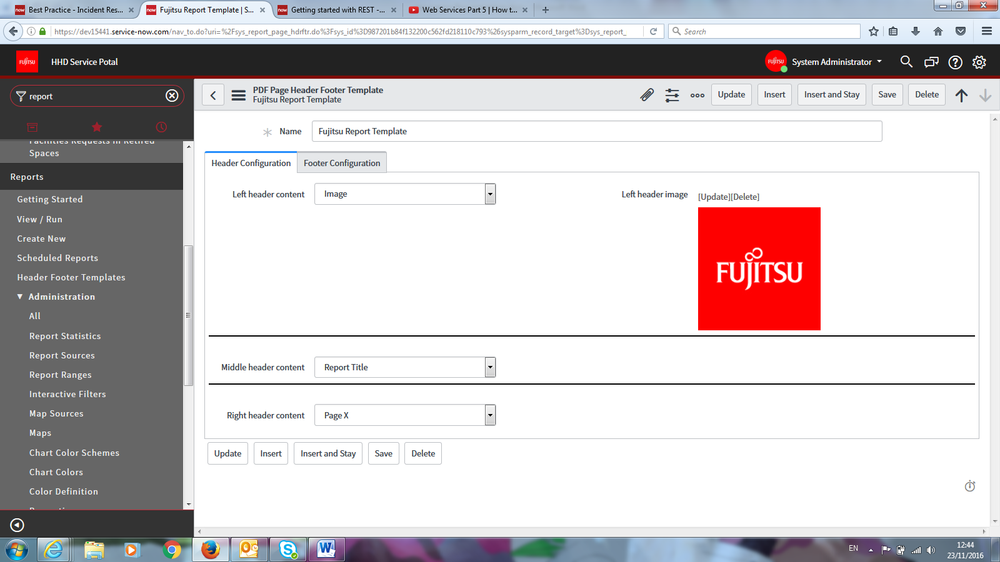 Best Practice - Incident Res...
Fujitsu Report Template | S...
Getting started with REST -...
Web Services Part 5 | How t...
https://dev15441.service-now.com/nav_to.do?uri=%2Fsys_report_page_hdrftr.do%3Fsys_id%3D987201b84f132200c562fd218110c793%26sysparm_record_target%3Dsys_report_
Search
FUJITSU
HHD Service Potal
FUJITSU
System Administrator
report
PDF Page Header Footer Template
Fujitsu Report Template
Update
Insert
Insert and Stay
Save
Delete
Facilities Requests in Retired
Spaces
Reports
Getting Started
View / Run
Create New
Scheduled Reports
Header Footer Templates
Administration
All
Report Statistics
Report Sources
Report Ranges
Interactive Filters
Map Sources
Maps
Chart Color Schemes
Chart Colors
Color Definition
Name
Fujitsu Report Template
Header Configuration
Footer Configuration
Left header content
Image
Left header image
[Update][Delete]
FUJITSU
Middle header content
Report Title
Right header content
Page X
Update
Insert
Insert and Stay
Save
Delete
EN
12:44
23/11/2016